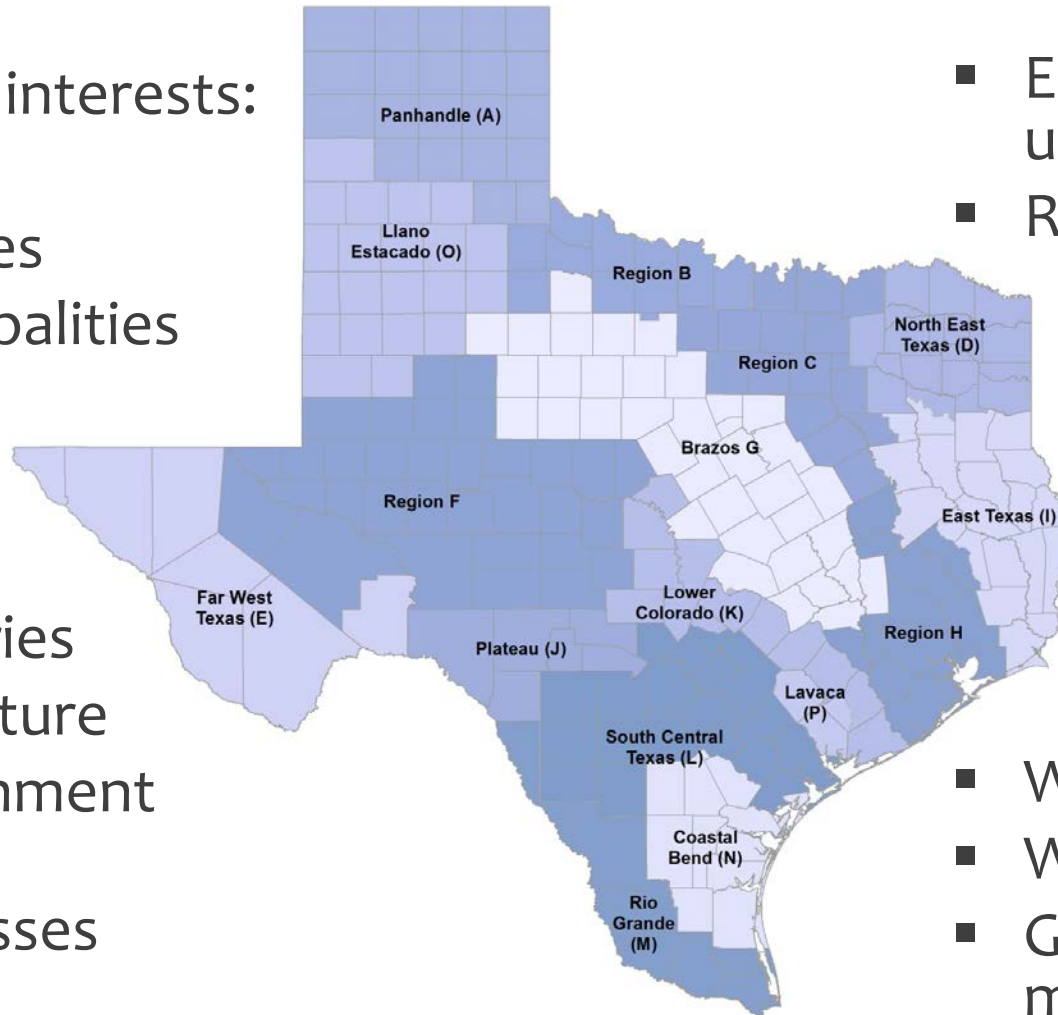 interests:
es
palities
ries
ture
nment
sses
Panhandle (A)
Llano
Estacado (O)
Region B
North East
Texas (D)
Region C
Brazos G
Region F
East Texas (I)
Far West
Texas (E)
Lower
Colorado (K)
Region H
Plateau (J)
Lavaca
(P)
South Central
Texas (L)
Coastal
Bend (N)
Rio
Grande
(M)
▪ E
u
▪ R
▪ W
▪ W
▪ G
m